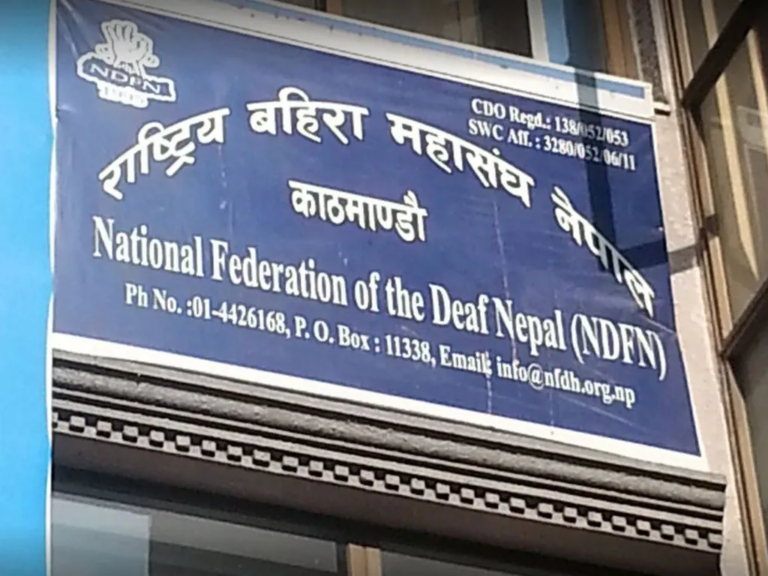 NDFN
1995
CDO Regd.: 138/052/053
SWC Aff. : 3280/052/06/11
राष्ट्रिय बहिरा महासंघ नेपाल
काठमाण्डौ
National Federation of the Deaf Nepal (NDFN)
Ph No. :01-4426168, P. O. Box : 11338, Email: info@nfdh.org.np